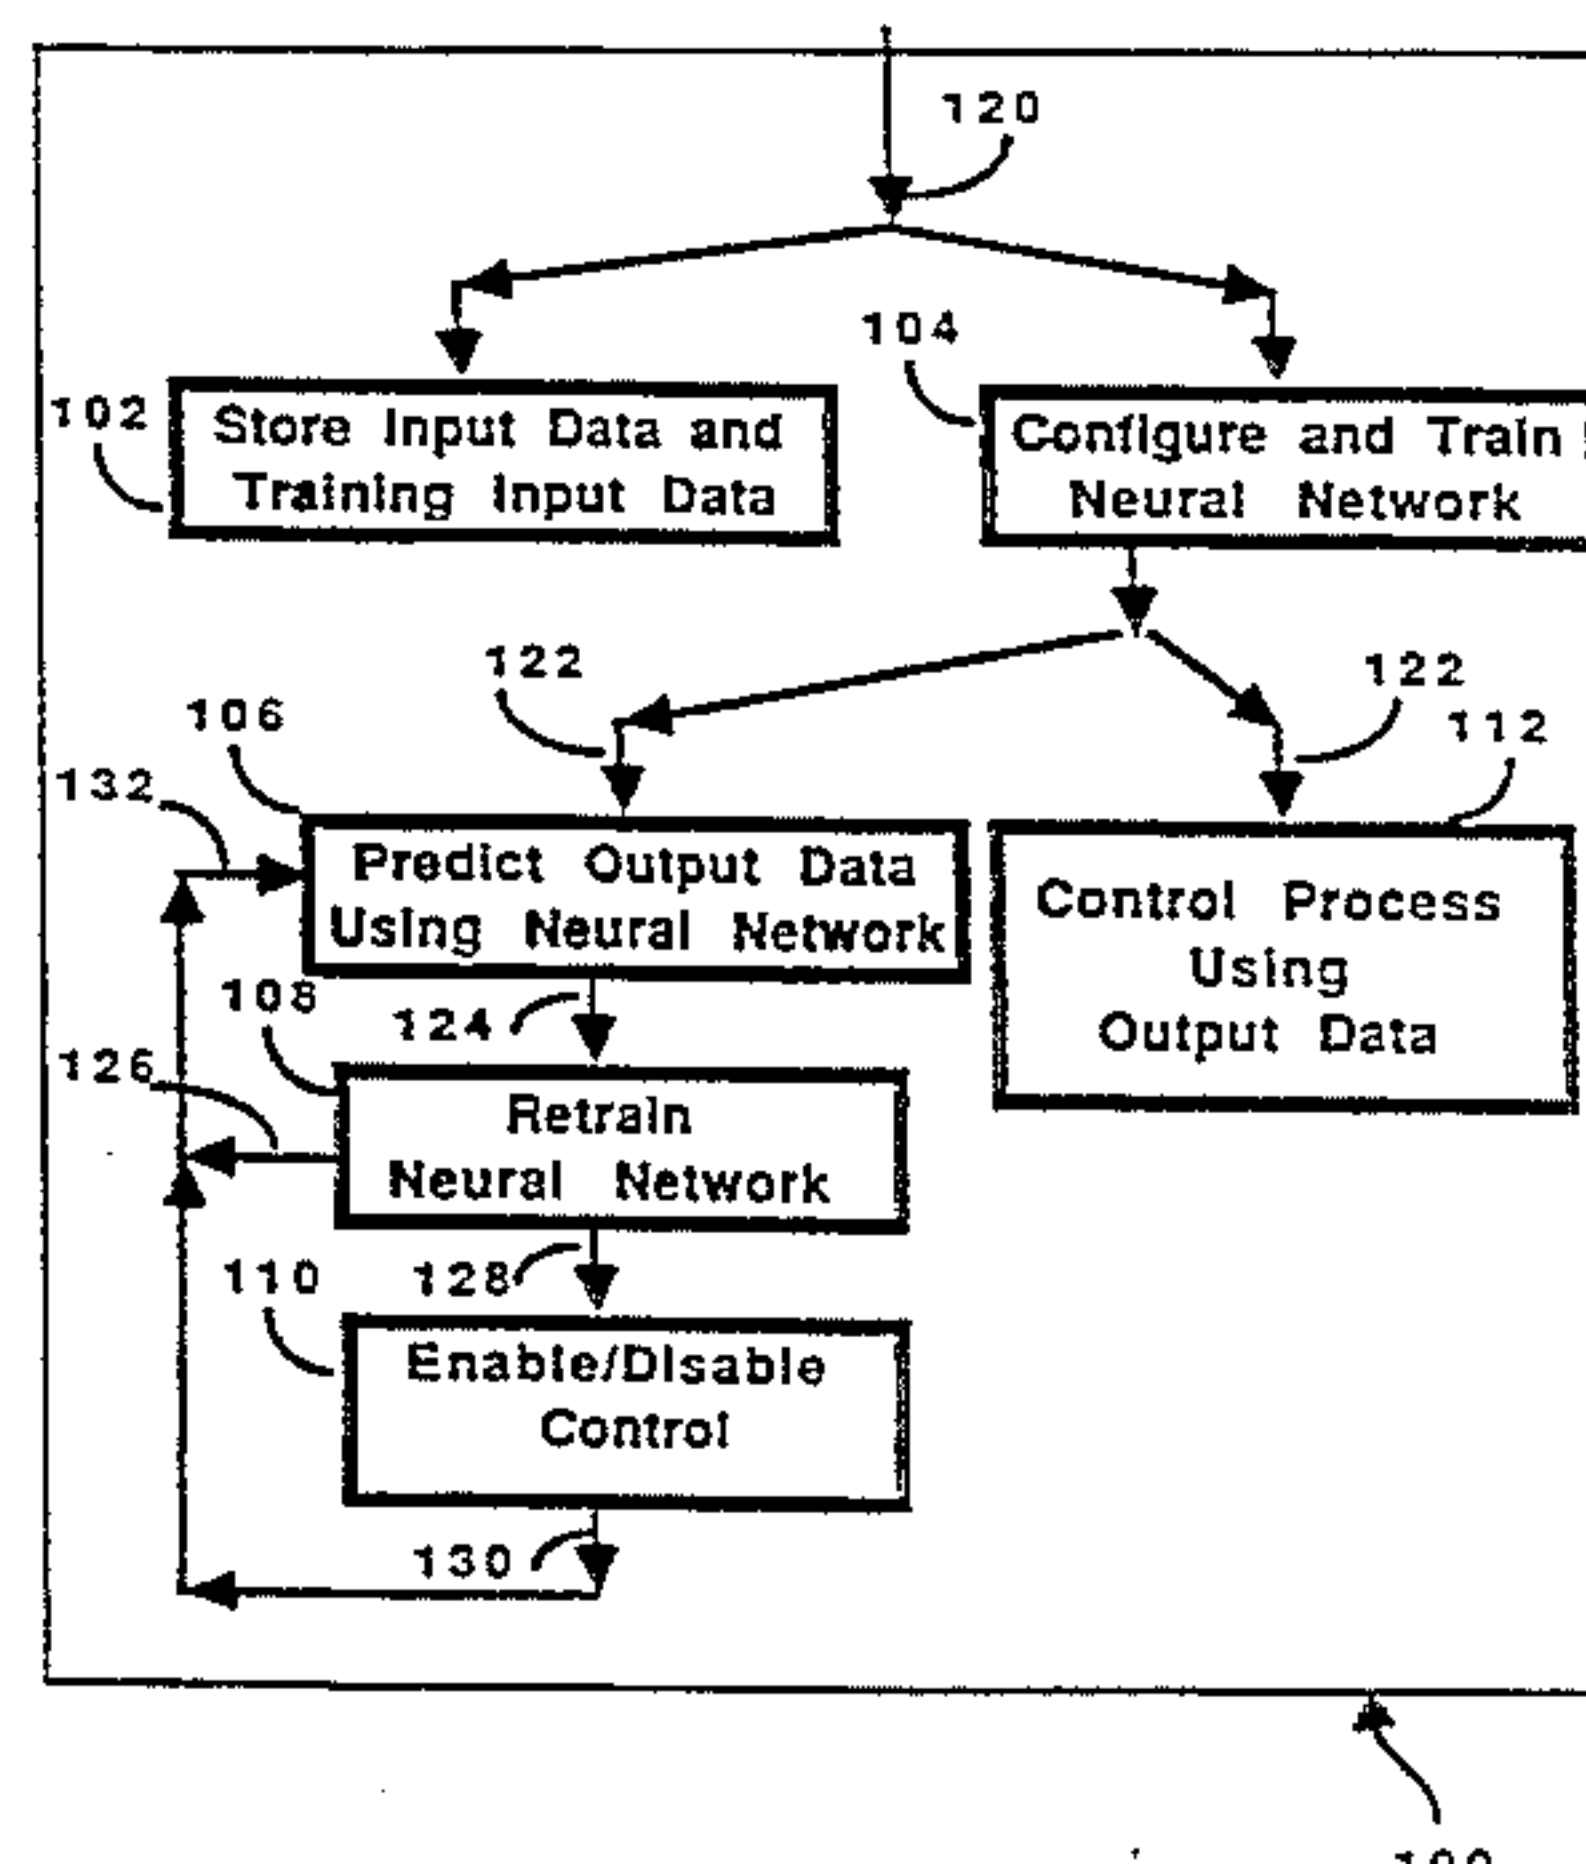 120
104
102
Store Input Data and
Training Input Data
Configure and Train
Neural Network
122
122
106
112
132
Predict Output Data
Using Neural Network
Control Process
Using
Output Data
108
124
126
Retrain
Neural Network
110
128
Enable/Disable
Control
130